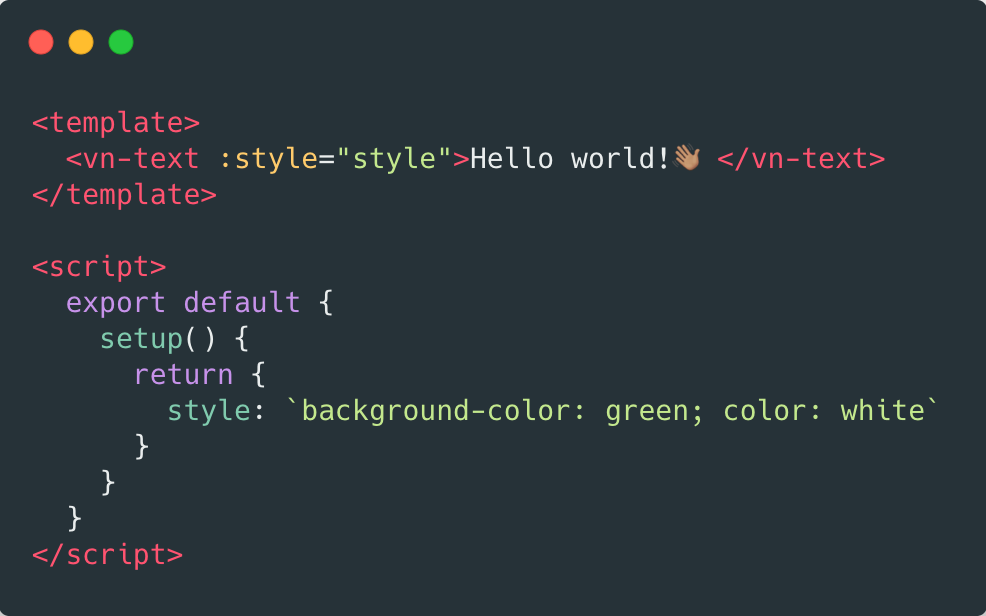 <template>
  <vn-text :style="style">Hello world!👋🏽 </vn-text>
</template>

<script>
  export default {
    setup() {
      return {
        style: `background-color: green; color: white`
      }
    }
  }
</script>